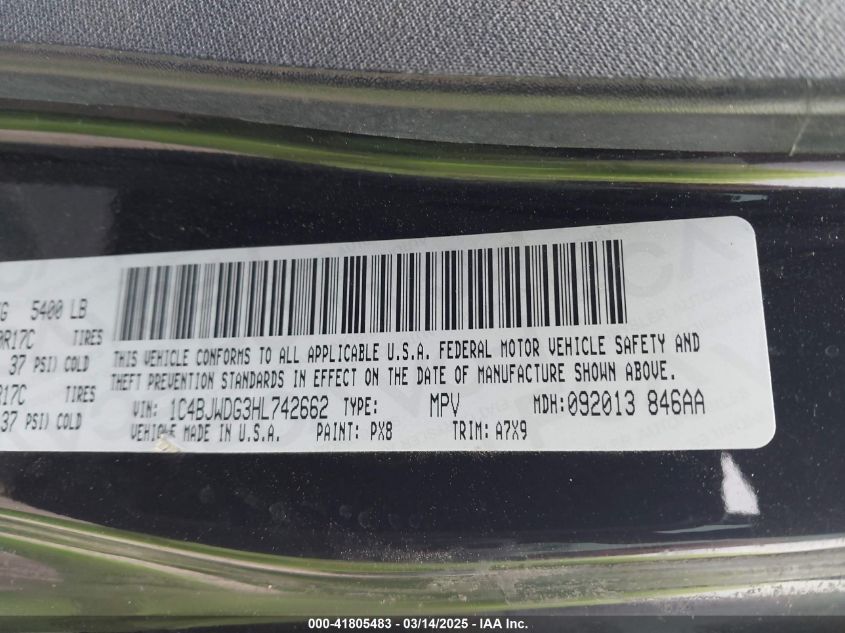 G 5400 LB
R17C TIRES
37 PSI) COLD
R17C TIRES
37 PSI) COLD
THIS VEHICLE CONFORMS TO ALL APPLICABLE U.S.A. FEDERAL MOTOR VEHICLE SAFETY AND
THEFT PREVENTION STANDARDS IN EFFECT ON THE DATE OF MANUFACTURE SHOWN ABOVE.
VIN: 1C4BJWDG3HL742662 TYPE: MPV MDH:092013 846AA
VEHICLE MADE IN U.S.A. PAINT: PX8 TRIM: A7X9
000-41805483 - 03/14/2025 - IAA Inc.